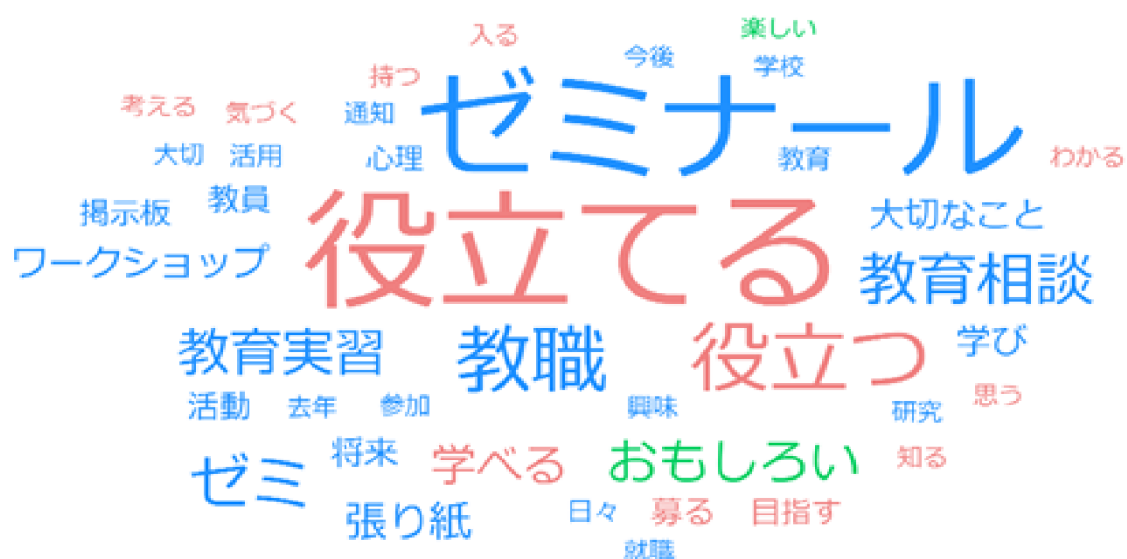 楽しい
入る
今後
学校
持つ
ゼミナール
考える
気づく
通知
大切
活用
心理
教育
わかる
教員
掲示板
役立てる
大切なこと
ワークショップ
教育相談
教育実習
教職
役立つ
学び
活動
去年
参加
興味
研究
思う
ゼミ
将来
学べる
おもしろい
知る
張り紙
日々
募る
目指す
就職